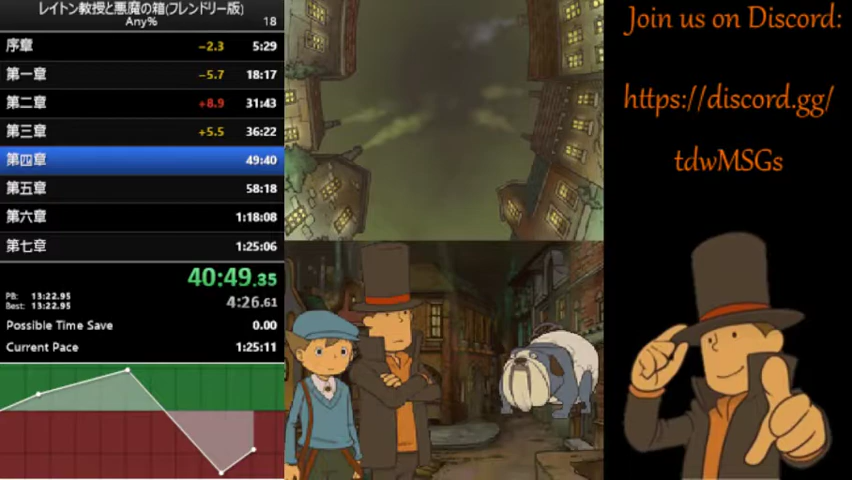 レイトン教授と悪魔の箱(フレンドリー版)
Any%
18
序章 −2.3 5:29
第一章 −5.7 18:17
第二章 +8.9 31:43
第三章 +5.5 36:22
第四章 49:40
第五章 58:18
第六章 1:18:08
第七章 1:25:06
40:49.35
PB: 13:22.95
Best: 13:22.95
4:26.61
Possible Time Save 0.00
Current Pace 1:25:11
Join us on Discord:
https://discord.gg/
tdwMSGs